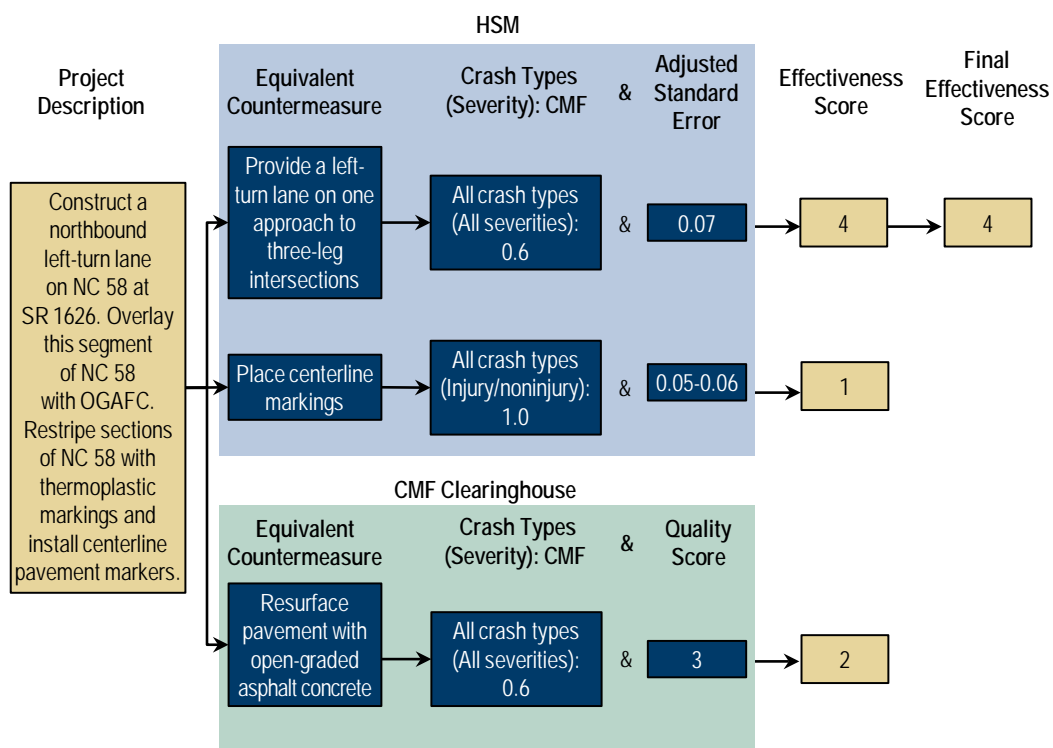 HSM
Project
Description
Equivalent
Countermeasure
Crash Types
(Severity): CMF
&
Adjusted
Standard
Error
Effectiveness
Score
Final
Effectiveness
Score
Construct a
northbound
left-turn lane
on NC 58 at
SR 1626. Overlay
this segment
of NC 58
with OGAFC.
Restripe sections
of NC 58 with
thermoplastic
markings and
install centerline
pavement markers.
Provide a left-
turn lane on one
approach to
three-leg
intersections
All crash types
(All severities):
0.6
&
0.07
4
4
Place centerline
markings
All crash types
(Injury/noninjury):
1.0
&
0.05-0.06
1
CMF Clearinghouse
Equivalent
Countermeasure
Crash Types
(Severity): CMF
&
Quality
Score
Resurface
pavement with
open-graded
asphalt concrete
All crash types
(All severities):
0.6
&
3
2